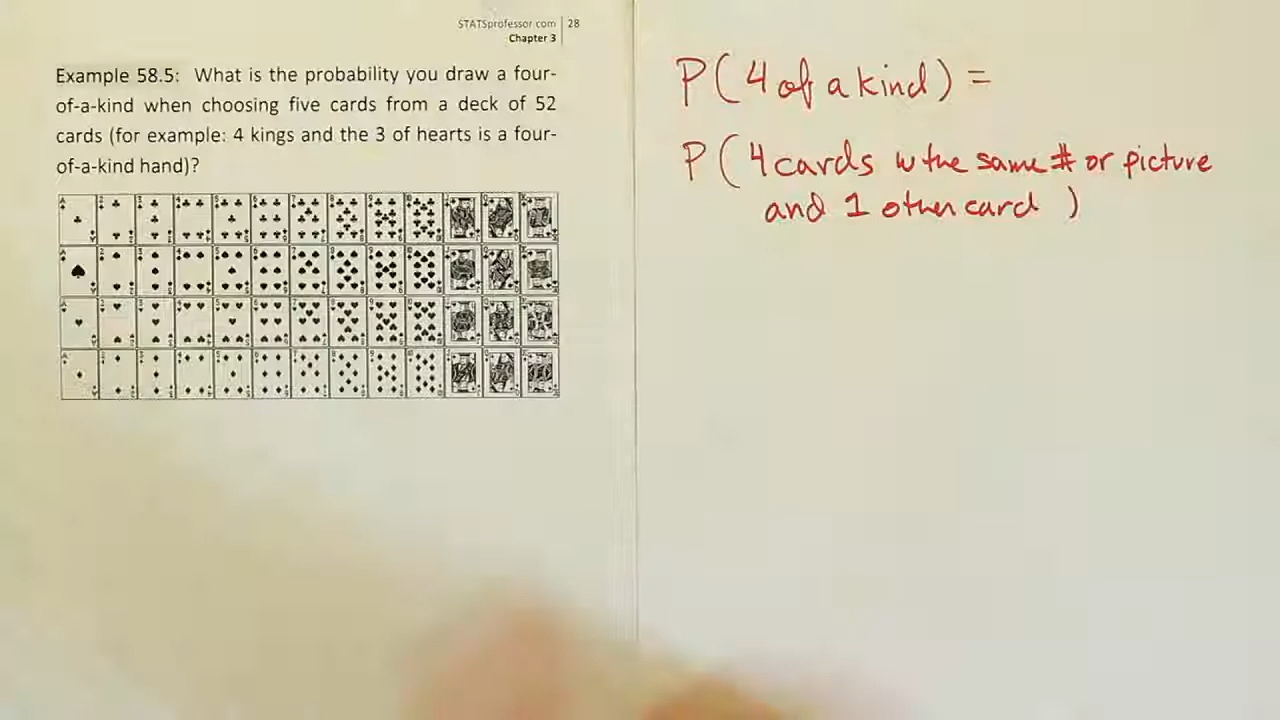 STATSprofessor.com | 28
Chapter 3
Example 58.5: What is the probability you draw a four-
of-a-kind when choosing five cards from a deck of 52
cards (for example: 4 kings and the 3 of hearts is a four-
of-a-kind hand)?
P(4 of a kind) =
P(4 cards w the same # or picture
and 1 other card )